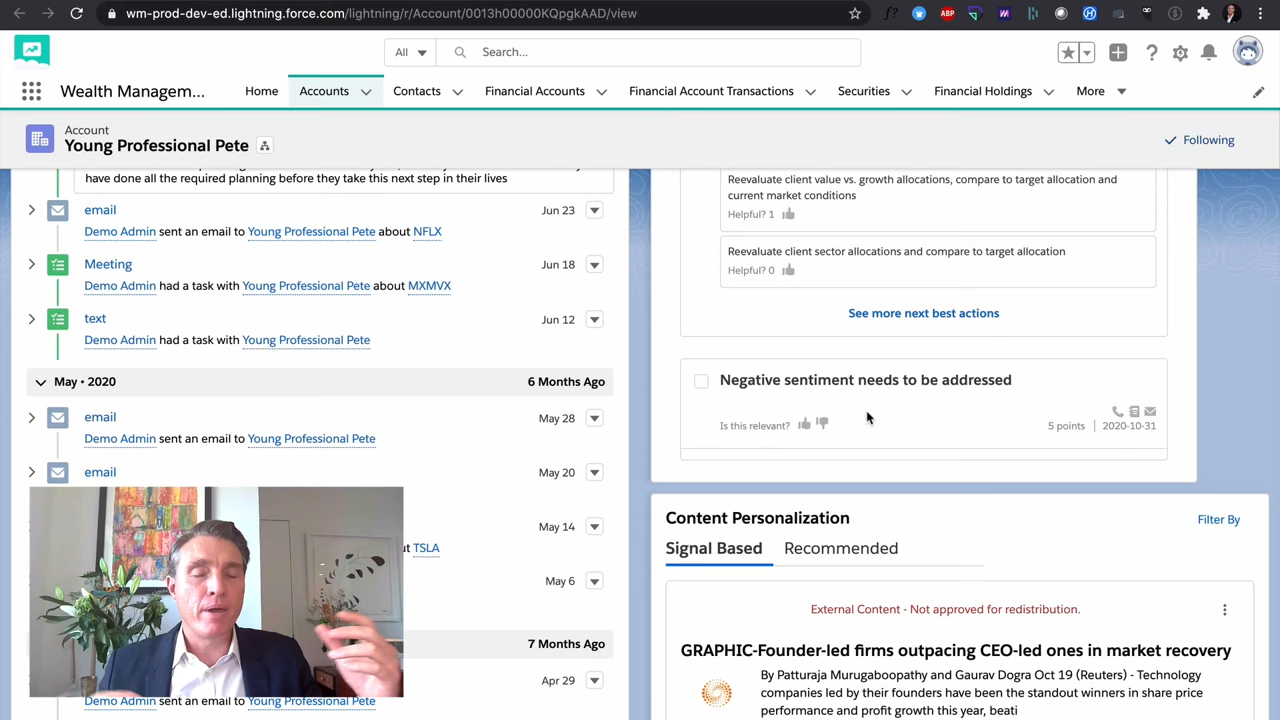 wm-prod-dev-ed.lightning.force.com/lightning/r/Account/0013h00000KQpgkAAD/view
ABP
All
Search...
Wealth Managem...
Home
Accounts
Contacts
Financial Accounts
Financial Account Transactions
Securities
Financial Holdings
More
Account
Young Professional Pete
Following
have done all the required planning before they take this next step in their lives
email
Jun 23
Demo Admin sent an email to Young Professional Pete about NFLX
Meeting
Jun 18
Demo Admin had a task with Young Professional Pete about MXMVX
text
Jun 12
Demo Admin had a task with Young Professional Pete
May • 2020
6 Months Ago
email
May 28
Demo Admin sent an email to Young Professional Pete
email
May 20
May 14
TSLA
May 6
7 Months Ago
Apr 29
Demo Admin sent an email to Young Professional Pete
Reevaluate client value vs. growth allocations, compare to target allocation and
current market conditions
Helpful? 1
Reevaluate client sector allocations and compare to target allocation
Helpful? 0
See more next best actions
Negative sentiment needs to be addressed
Is this relevant?
5 points | 2020-10-31
Content Personalization
Filter By
Signal Based
Recommended
External Content - Not approved for redistribution.
GRAPHIC-Founder-led firms outpacing CEO-led ones in market recovery
By Patturaja Murugaboopathy and Gaurav Dogra Oct 19 (Reuters) - Technology
companies led by their founders have been the standout winners in share price
performance and profit growth this year, beati